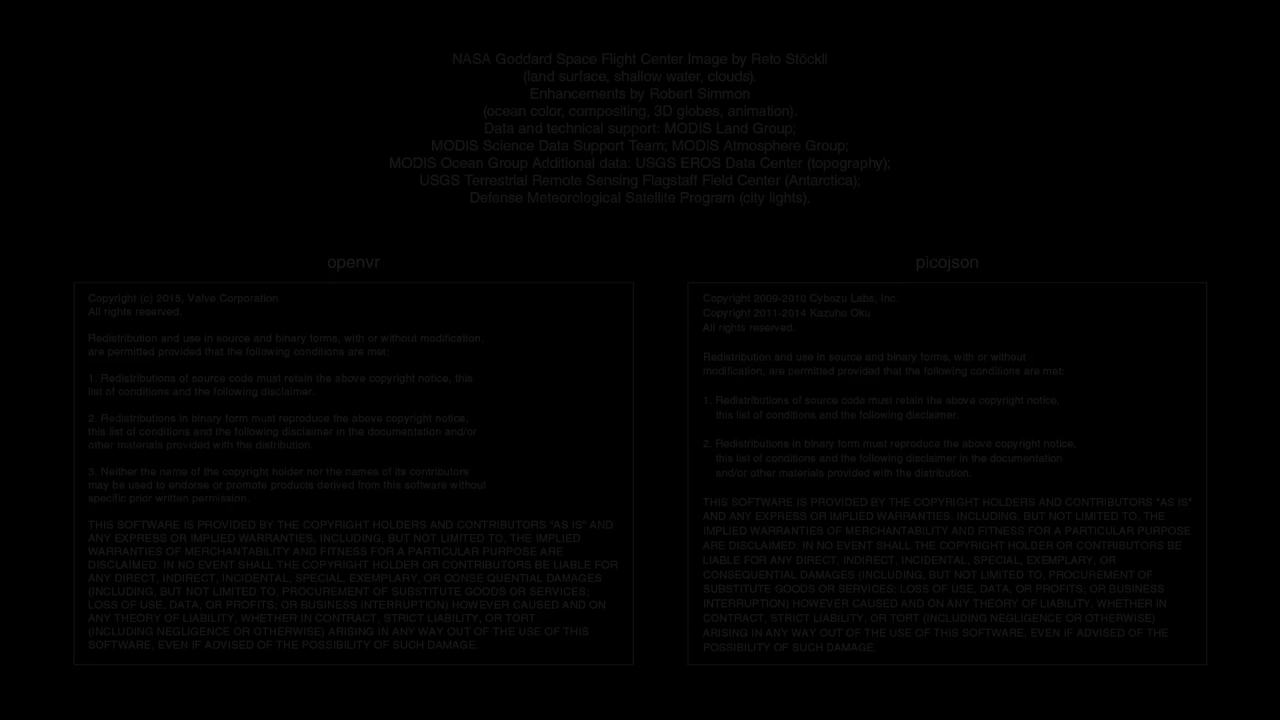 NASA Goddard Space Flight Center Image by Reto Stöckli
(land surface, shallow water, clouds).
Enhancements by Robert Simmon
(ocean color, compositing, 3D globes, animation).
Data and technical support: MODIS Land Group;
MODIS Science Data Support Team; MODIS Atmosphere Group;
MODIS Ocean Group Additional data: USGS EROS Data Center (topography);
USGS Terrestrial Remote Sensing Flagstaff Field Center (Antarctica);
Defense Meteorological Satellite Program (city lights).
openvr
Copyright (c) 2015, Valve Corporation
All rights reserved.
Redistribution and use in source and binary forms, with or without modification,
are permitted provided that the following conditions are met:
1. Redistributions of source code must retain the above copyright notice, this
list of conditions and the following disclaimer.
2. Redistributions in binary form must reproduce the above copyright notice,
this list of conditions and the following disclaimer in the documentation and/or
other materials provided with the distribution.
3. Neither the name of the copyright holder nor the names of its contributors
may be used to endorse or promote products derived from this software without
specific prior written permission.
THIS SOFTWARE IS PROVIDED BY THE COPYRIGHT HOLDERS AND CONTRIBUTORS "AS IS" AND
ANY EXPRESS OR IMPLIED WARRANTIES, INCLUDING, BUT NOT LIMITED TO, THE IMPLIED
WARRANTIES OF MERCHANTABILITY AND FITNESS FOR A PARTICULAR PURPOSE ARE
DISCLAIMED. IN NO EVENT SHALL THE COPYRIGHT HOLDER OR CONTRIBUTORS BE LIABLE FOR
ANY DIRECT, INDIRECT, INCIDENTAL, SPECIAL, EXEMPLARY, OR CONSE QUENTIAL DAMAGES
(INCLUDING, BUT NOT LIMITED TO, PROCUREMENT OF SUBSTITUTE GOODS OR SERVICES;
LOSS OF USE, DATA, OR PROFITS; OR BUSINESS INTERRUPTION) HOWEVER CAUSED AND ON
ANY THEORY OF LIABILITY, WHETHER IN CONTRACT, STRICT LIABILITY, OR TORT
(INCLUDING NEGLIGENCE OR OTHERWISE) ARISING IN ANY WAY OUT OF THE USE OF THIS
SOFTWARE, EVEN IF ADVISED OF THE POSSIBILITY OF SUCH DAMAGE.
picojson
Copyright 2009-2010 Cybozu Labs, Inc.
Copyright 2011-2014 Kazuho Oku
All rights reserved.
Redistribution and use in source and binary forms, with or without
modification, are permitted provided that the following conditions are met:
1. Redistributions of source code must retain the above copyright notice,
this list of conditions and the following disclaimer.
2. Redistributions in binary form must reproduce the above copyright notice,
this list of conditions and the following disclaimer in the documentation
and/or other materials provided with the distribution.
THIS SOFTWARE IS PROVIDED BY THE COPYRIGHT HOLDERS AND CONTRIBUTORS "AS IS"
AND ANY EXPRESS OR IMPLIED WARRANTIES, INCLUDING, BUT NOT LIMITED TO, THE
IMPLIED WARRANTIES OF MERCHANTABILITY AND FITNESS FOR A PARTICULAR PURPOSE
ARE DISCLAIMED. IN NO EVENT SHALL THE COPYRIGHT HOLDER OR CONTRIBUTORS BE
LIABLE FOR ANY DIRECT, INDIRECT, INCIDENTAL, SPECIAL, EXEMPLARY, OR
CONSEQUENTIAL DAMAGES (INCLUDING, BUT NOT LIMITED TO, PROCUREMENT OF
SUBSTITUTE GOODS OR SERVICES; LOSS OF USE, DATA, OR PROFITS; OR BUSINESS
INTERRUPTION) HOWEVER CAUSED AND ON ANY THEORY OF LIABILITY, WHETHER IN
CONTRACT, STRICT LIABILITY, OR TORT (INCLUDING NEGLIGENCE OR OTHERWISE)
ARISING IN ANY WAY OUT OF THE USE OF THIS SOFTWARE, EVEN IF ADVISED OF THE
POSSIBILITY OF SUCH DAMAGE.